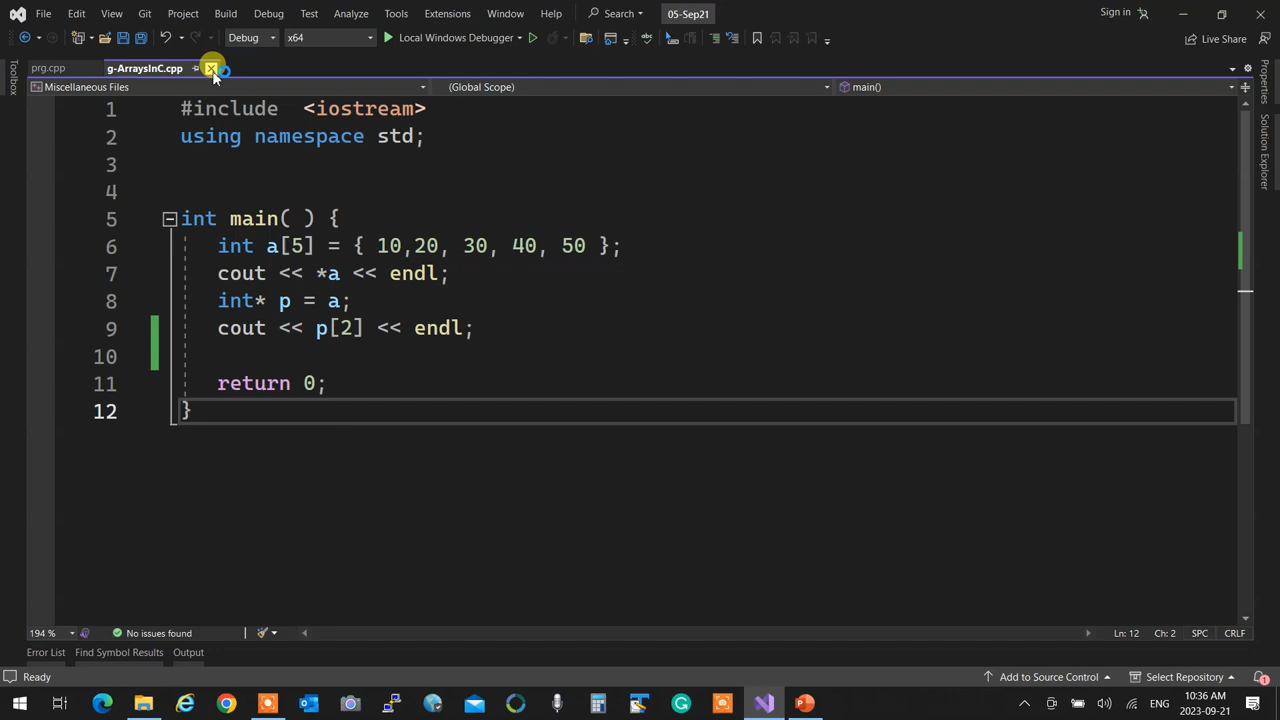 File Edit View Git Project Build Debug Test Analyze Tools Extensions Window Help Search 05-Sep21 Sign in
Debug x64 Local Windows Debugger Live Share
prg.cpp g-ArraysInC.cpp
Toolbox
Miscellaneous Files (Global Scope) main()
Properties
Solution Explorer
1 #include <iostream>
2 using namespace std;
3
4
5 int main( ) {
6 int a[5] = { 10,20, 30, 40, 50 };
7 cout << *a << endl;
8 int* p = a;
9 cout << p[2] << endl;
10
11 return 0;
12 }
194 % No issues found Ln: 12 Ch: 2 SPC CRLF
Error List Find Symbol Results Output
Ready Add to Source Control Select Repository 1
10:36 AM
ENG
2023-09-21